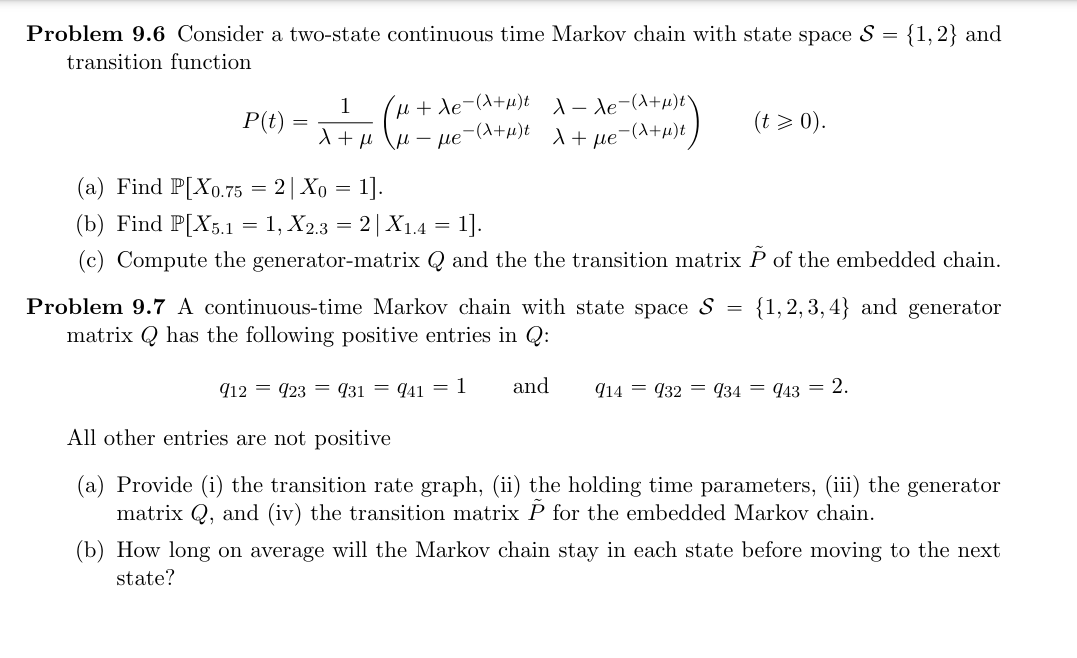 Problem 9.6 Consider a two-state continuous time Markov chain with state space 𝒮 = {1, 2} and
transition function
P(t) = 1/(λ + μ) ( μ + λe^{−(λ+μ)t}   λ − λe^{−(λ+μ)t}
μ − μe^{−(λ+μ)t}   λ + μe^{−(λ+μ)t} )   (t ⩾ 0).
(a) Find ℙ[X_{0.75} = 2 | X_0 = 1].
(b) Find ℙ[X_{5.1} = 1, X_{2.3} = 2 | X_{1.4} = 1].
(c) Compute the generator-matrix Q and the the transition matrix P̃ of the embedded chain.
Problem 9.7 A continuous-time Markov chain with state space 𝒮 = {1, 2, 3, 4} and generator
matrix Q has the following positive entries in Q:
q_{12} = q_{23} = q_{31} = q_{41} = 1   and   q_{14} = q_{32} = q_{34} = q_{43} = 2.
All other entries are not positive
(a) Provide (i) the transition rate graph, (ii) the holding time parameters, (iii) the generator
matrix Q, and (iv) the transition matrix P̃ for the embedded Markov chain.
(b) How long on average will the Markov chain stay in each state before moving to the next
state?